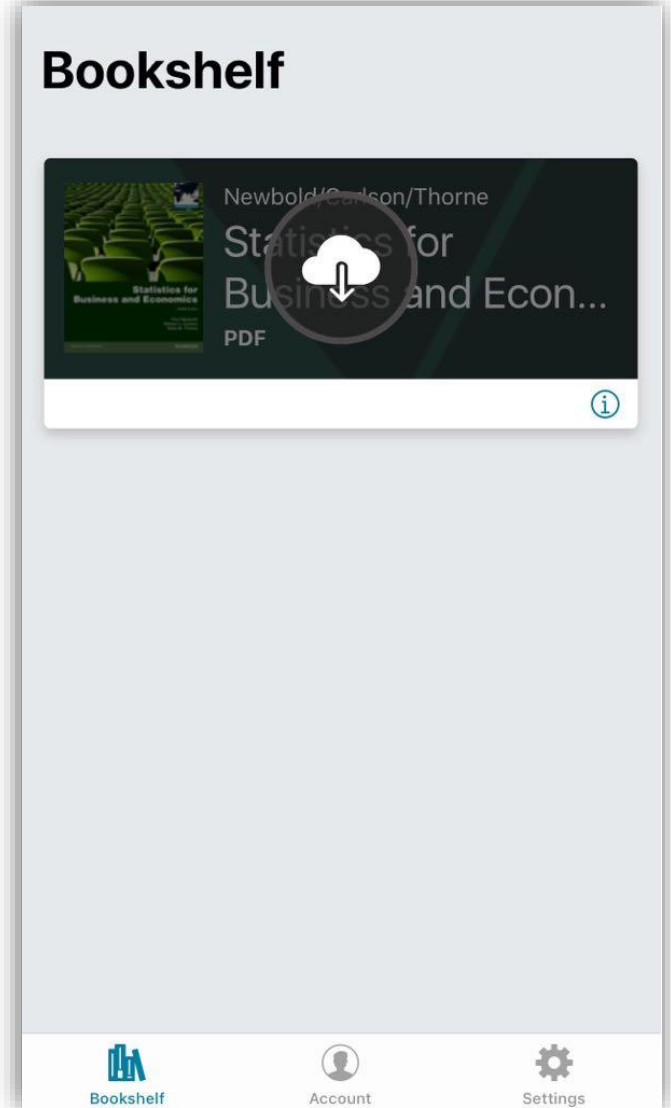 Bookshelf
Newbold/Carlson/Thorne
Statistics for
Business and Econ...
PDF
Statistics for
Business and Economics
Bookshelf
Account
Settings